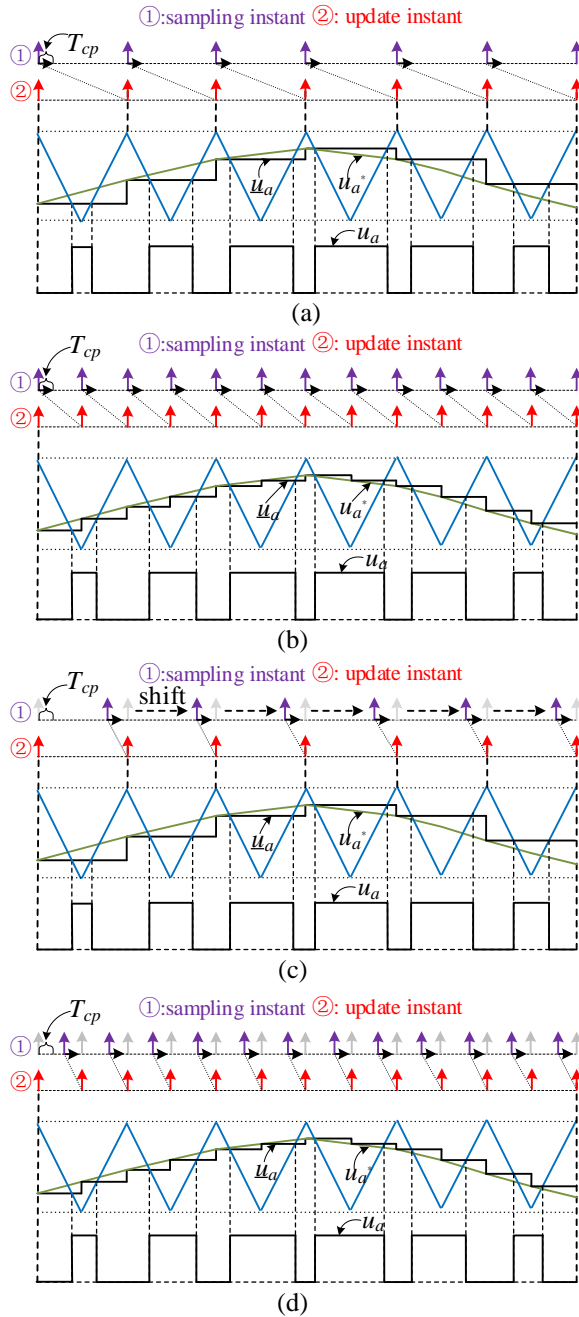 ①:sampling instant ②: update instant
T_cp
①
②
u_a u_a*
u_a
(a)
①:sampling instant ②: update instant
T_cp
①
②
u_a u_a*
u_a
(b)
①:sampling instant ②: update instant
T_cp
shift
①
②
u_a u_a*
u_a
(c)
①:sampling instant ②: update instant
T_cp
①
②
u_a u_a*
u_a
(d)